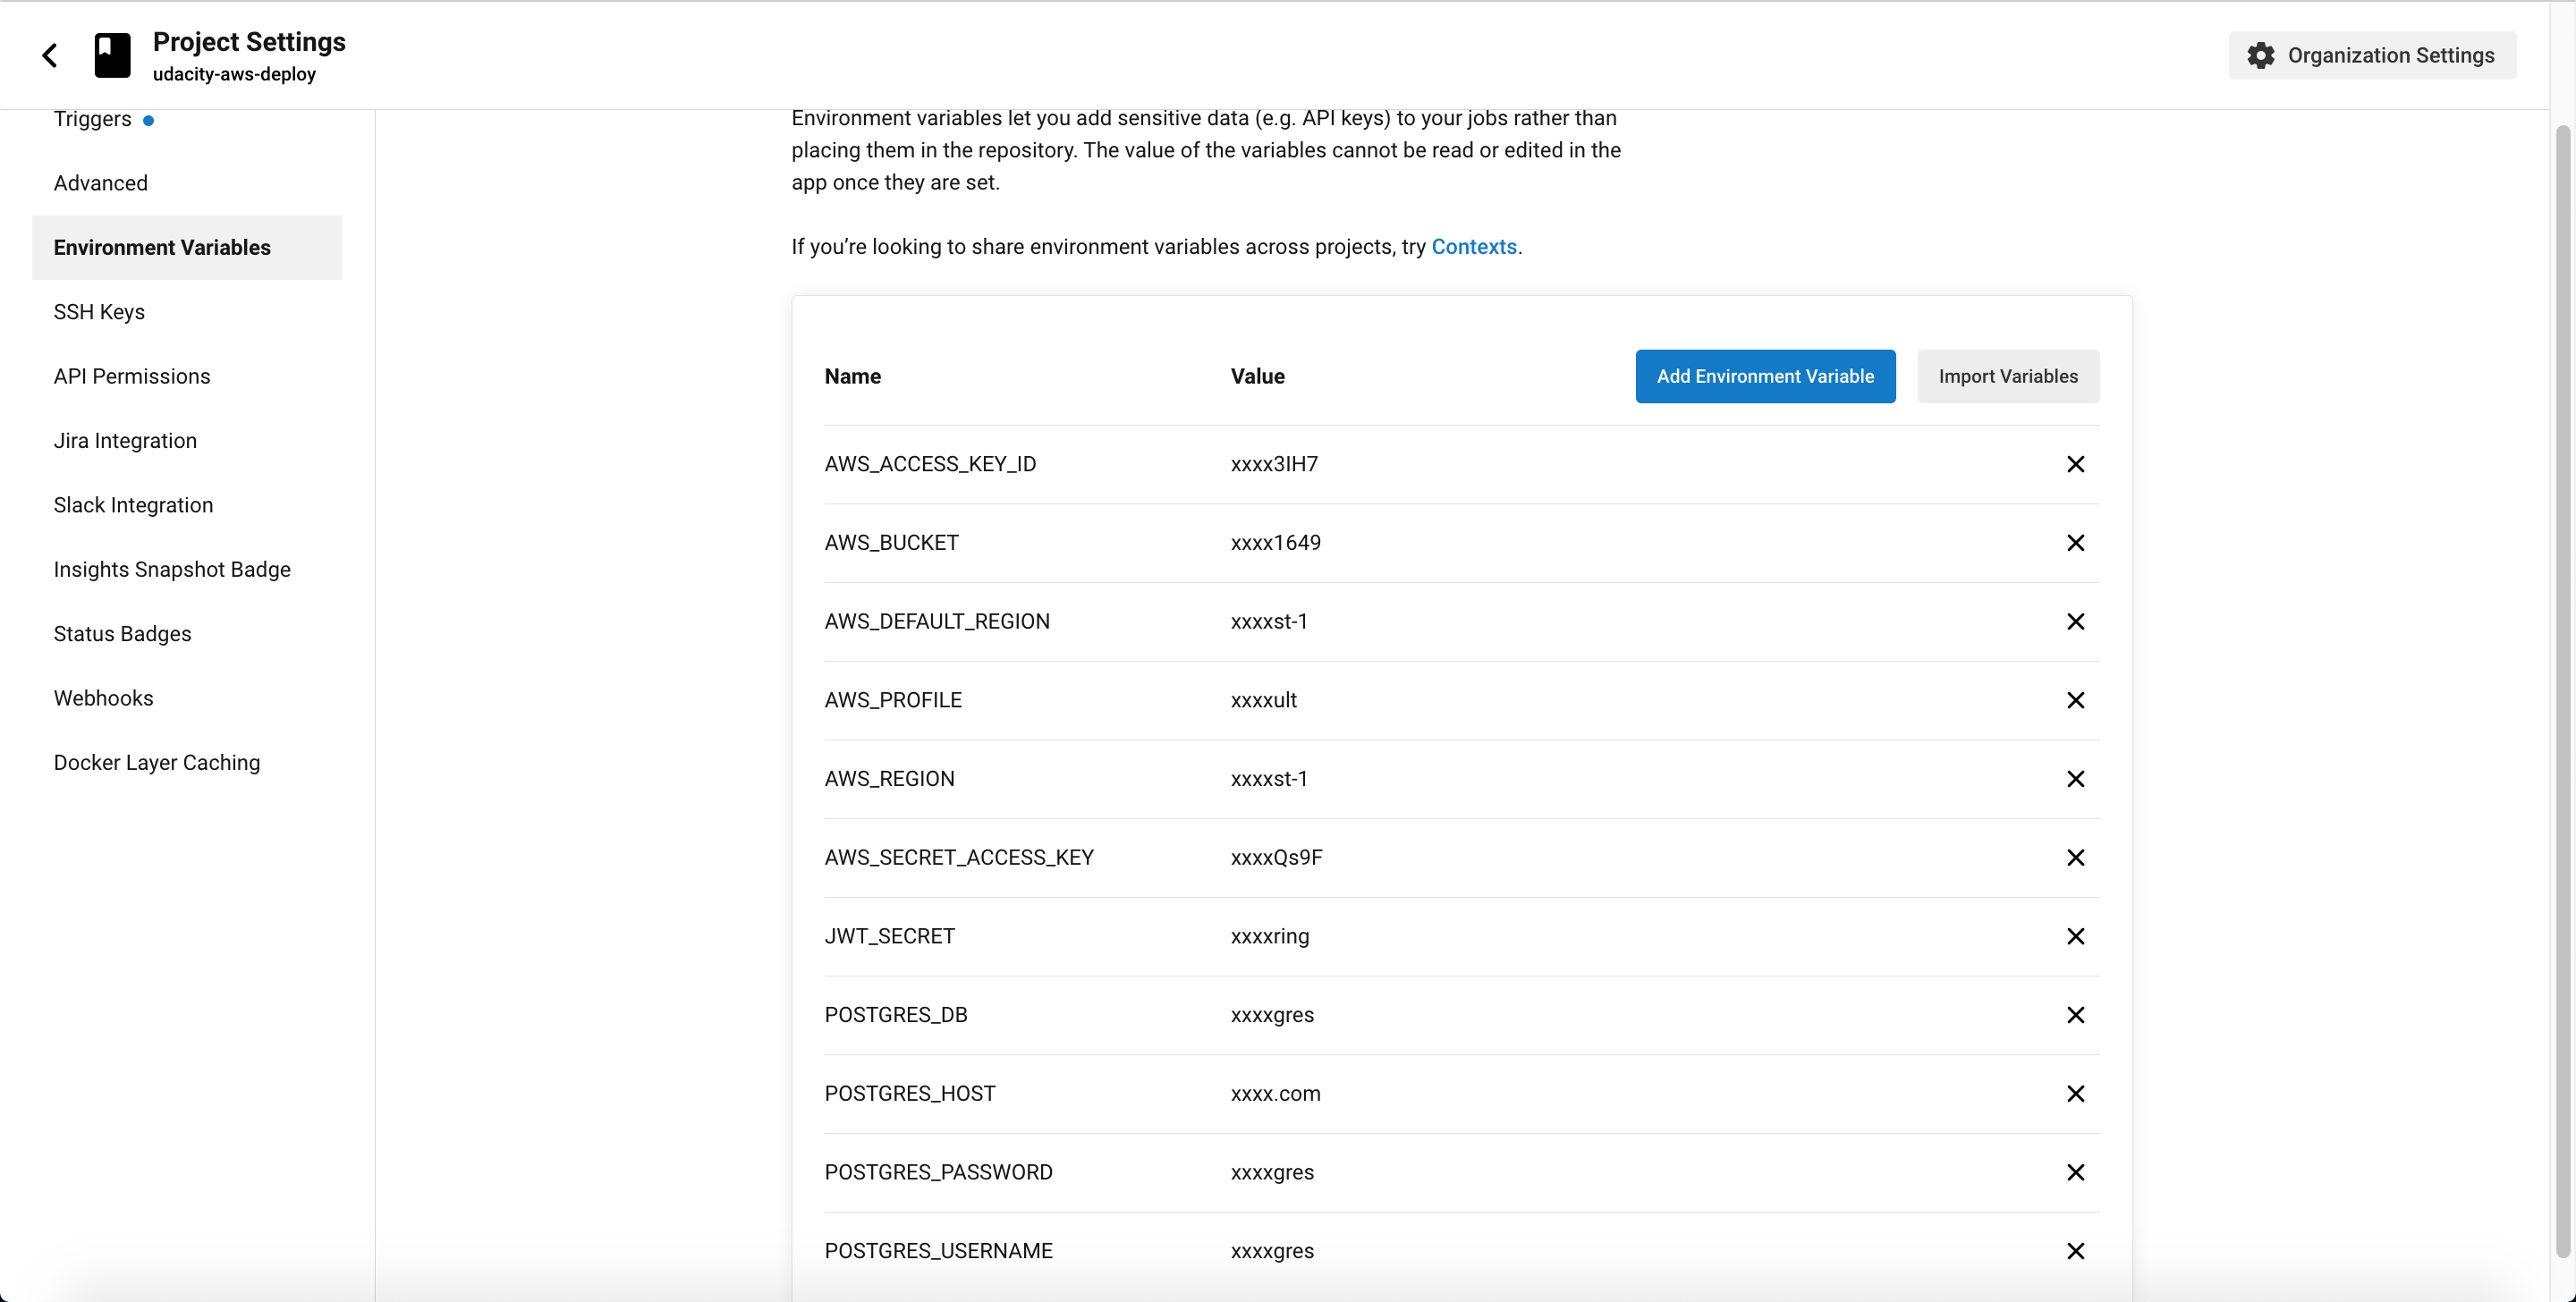 Project Settings
udacity-aws-deploy
Organization Settings
Triggers
Advanced
Environment Variables
SSH Keys
API Permissions
Jira Integration
Slack Integration
Insights Snapshot Badge
Status Badges
Webhooks
Docker Layer Caching
Environment variables let you add sensitive data (e.g. API keys) to your jobs rather than
placing them in the repository. The value of the variables cannot be read or edited in the
app once they are set.
If you’re looking to share environment variables across projects, try Contexts.
Name Value Add Environment Variable Import Variables
AWS_ACCESS_KEY_ID xxxx3IH7
AWS_BUCKET xxxx1649
AWS_DEFAULT_REGION xxxxst-1
AWS_PROFILE xxxxult
AWS_REGION xxxxst-1
AWS_SECRET_ACCESS_KEY xxxxQs9F
JWT_SECRET xxxxring
POSTGRES_DB xxxxgres
POSTGRES_HOST xxxx.com
POSTGRES_PASSWORD xxxxgres
POSTGRES_USERNAME xxxxgres